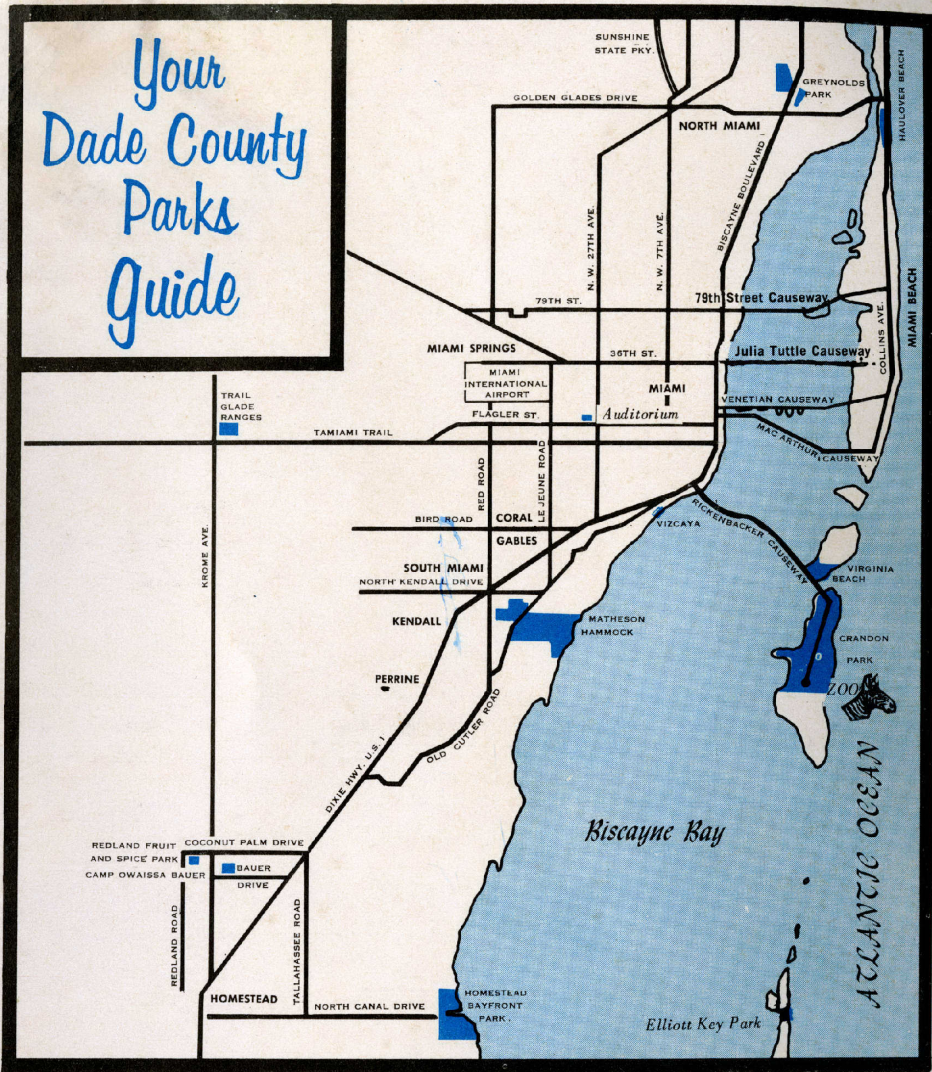 Your
Dade County
Parks
Guide
SUNSHINE
STATE PKY.
GREYNOLDS
PARK
HAULOVER BEACH
GOLDEN GLADES DRIVE
NORTH MIAMI
BISCAYNE BOULEVARD
N. W. 27TH AVE.
N. W. 7TH AVE.
79TH ST.
79th Street Causeway
MIAMI BEACH
COLLINS AVE.
MIAMI SPRINGS
36TH ST.
Julia Tuttle Causeway
MIAMI
INTERNATIONAL
AIRPORT
MIAMI
TRAIL
GLADE
RANGES
VENETIAN CAUSEWAY
FLAGLER ST.
Auditorium
TAMIAMI TRAIL
MAC ARTHUR CAUSEWAY
RED ROAD
LE JEUNE ROAD
BIRD ROAD
CORAL
GABLES
VIZCAYA
RICKENBACKER CAUSEWAY
KROME AVE.
SOUTH MIAMI
NORTH KENDALL DRIVE
VIRGINIA
BEACH
KENDALL
MATHESON
HAMMOCK
CRANDON
PARK
PERRINE
ZOO
OLD CUTLER ROAD
DIXIE HWY. U.S. 1
ATLANTIC OCEAN
Biscayne Bay
REDLAND FRUIT
AND SPICE PARK
COCONUT PALM DRIVE
CAMP OWAISSA BAUER
BAUER
DRIVE
REDLAND ROAD
TALLAHASSEE ROAD
HOMESTEAD
NORTH CANAL DRIVE
HOMESTEAD
BAYFRONT
PARK.
Elliott Key Park